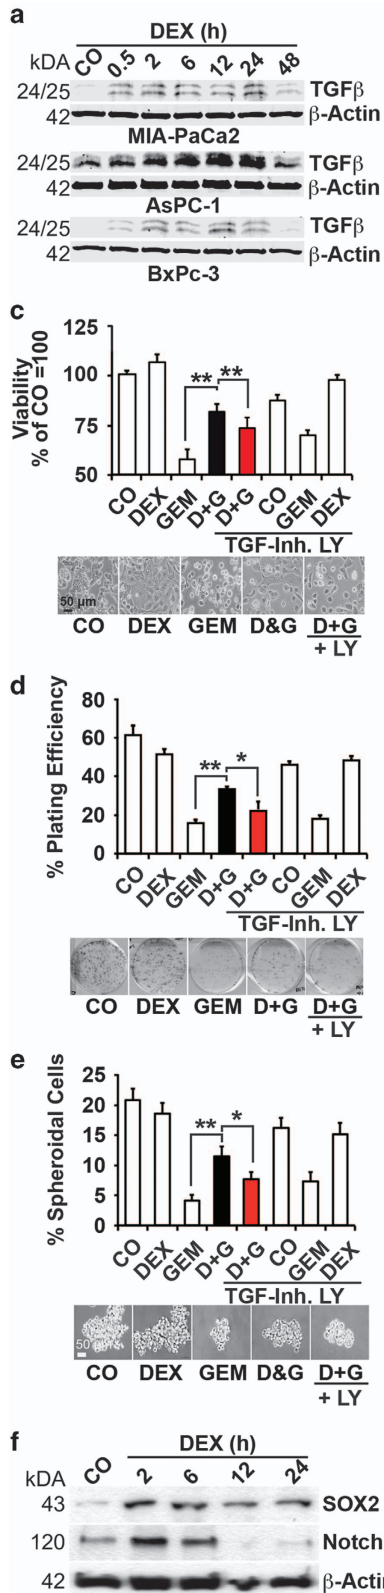 a
DEX (h)
kDA CO 0.5 2 6 12 24 48
24/25 TGFβ
42 β-Actin
MIA-PaCa2
24/25 TGFβ
42 β-Actin
AsPC-1
24/25 TGFβ
42 β-Actin
BxPc-3
c
Viability
% of CO =100
125
100
75
50
** **
CO DEX GEM D+G D+G CO GEM DEX
TGF-Inh. LY
50 µm
CO DEX GEM D&G D+G
+ LY
d
% Plating Efficiency
80
60
40
20
0
** *
CO DEX GEM D+G D+G CO GEM DEX
TGF-Inh. LY
CO DEX GEM D+G D+G
+ LY
e
% Spheroidal Cells
25
20
15
10
5
0
** *
CO DEX GEM D+G D+G CO GEM DEX
TGF-Inh. LY
50 µm
CO DEX GEM D&G D+G
+ LY
f
DEX (h)
kDA CO 2 6 12 24
43 SOX2
120 Notch
42 β-Actin